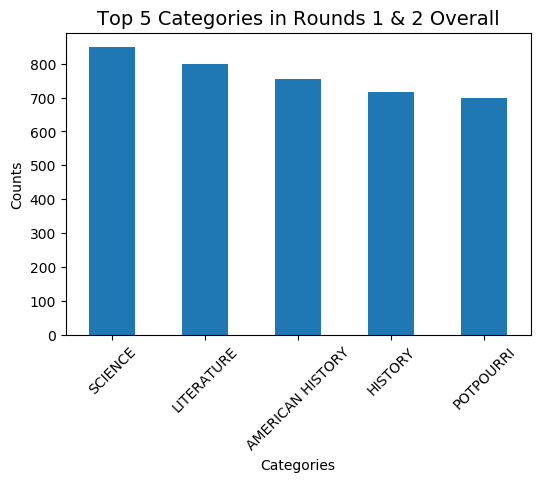 Top 5 Categories in Rounds 1 & 2 Overall
Counts
800
700
600
500
400
300
200
100
0
SCIENCE
LITERATURE
AMERICAN HISTORY
HISTORY
POTPOURRI
Categories